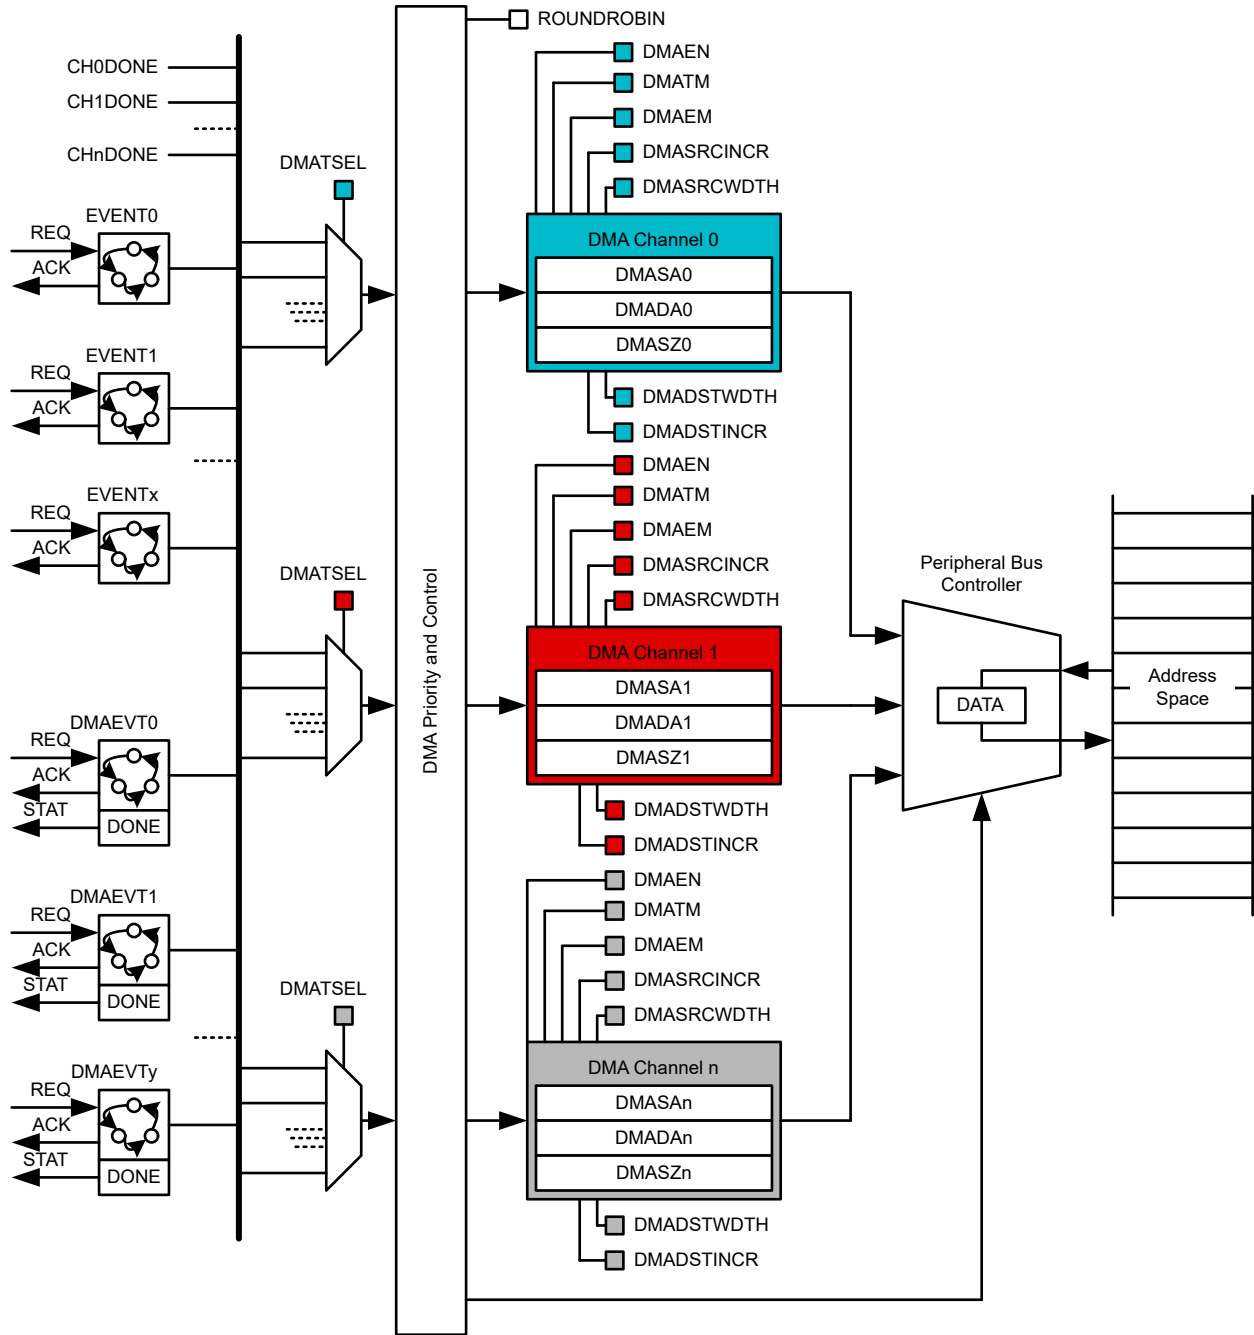 ROUNDROBIN
CH0DONE
CH1DONE
CHnDONE
EVENT0
REQ
ACK
EVENT1
REQ
ACK
EVENTx
REQ
ACK
DMAEVT0
REQ
ACK
STAT
DONE
DMAEVT1
REQ
ACK
STAT
DONE
DMAEVTy
REQ
ACK
STAT
DONE
DMATSEL
DMATSEL
DMATSEL
DMA Priority and Control
DMAEN
DMATM
DMAEM
DMASRCINCR
DMASRCWDTH
DMA Channel 0
DMASA0
DMADA0
DMASZ0
DMADSTWDTH
DMADSTINCR
DMAEN
DMATM
DMAEM
DMASRCINCR
DMASRCWDTH
DMA Channel 1
DMASA1
DMADA1
DMASZ1
DMADSTWDTH
DMADSTINCR
DMAEN
DMATM
DMAEM
DMASRCINCR
DMASRCWDTH
DMA Channel n
DMASAn
DMADAn
DMASZn
DMADSTWDTH
DMADSTINCR
Peripheral Bus
Controller
DATA
Address
Space